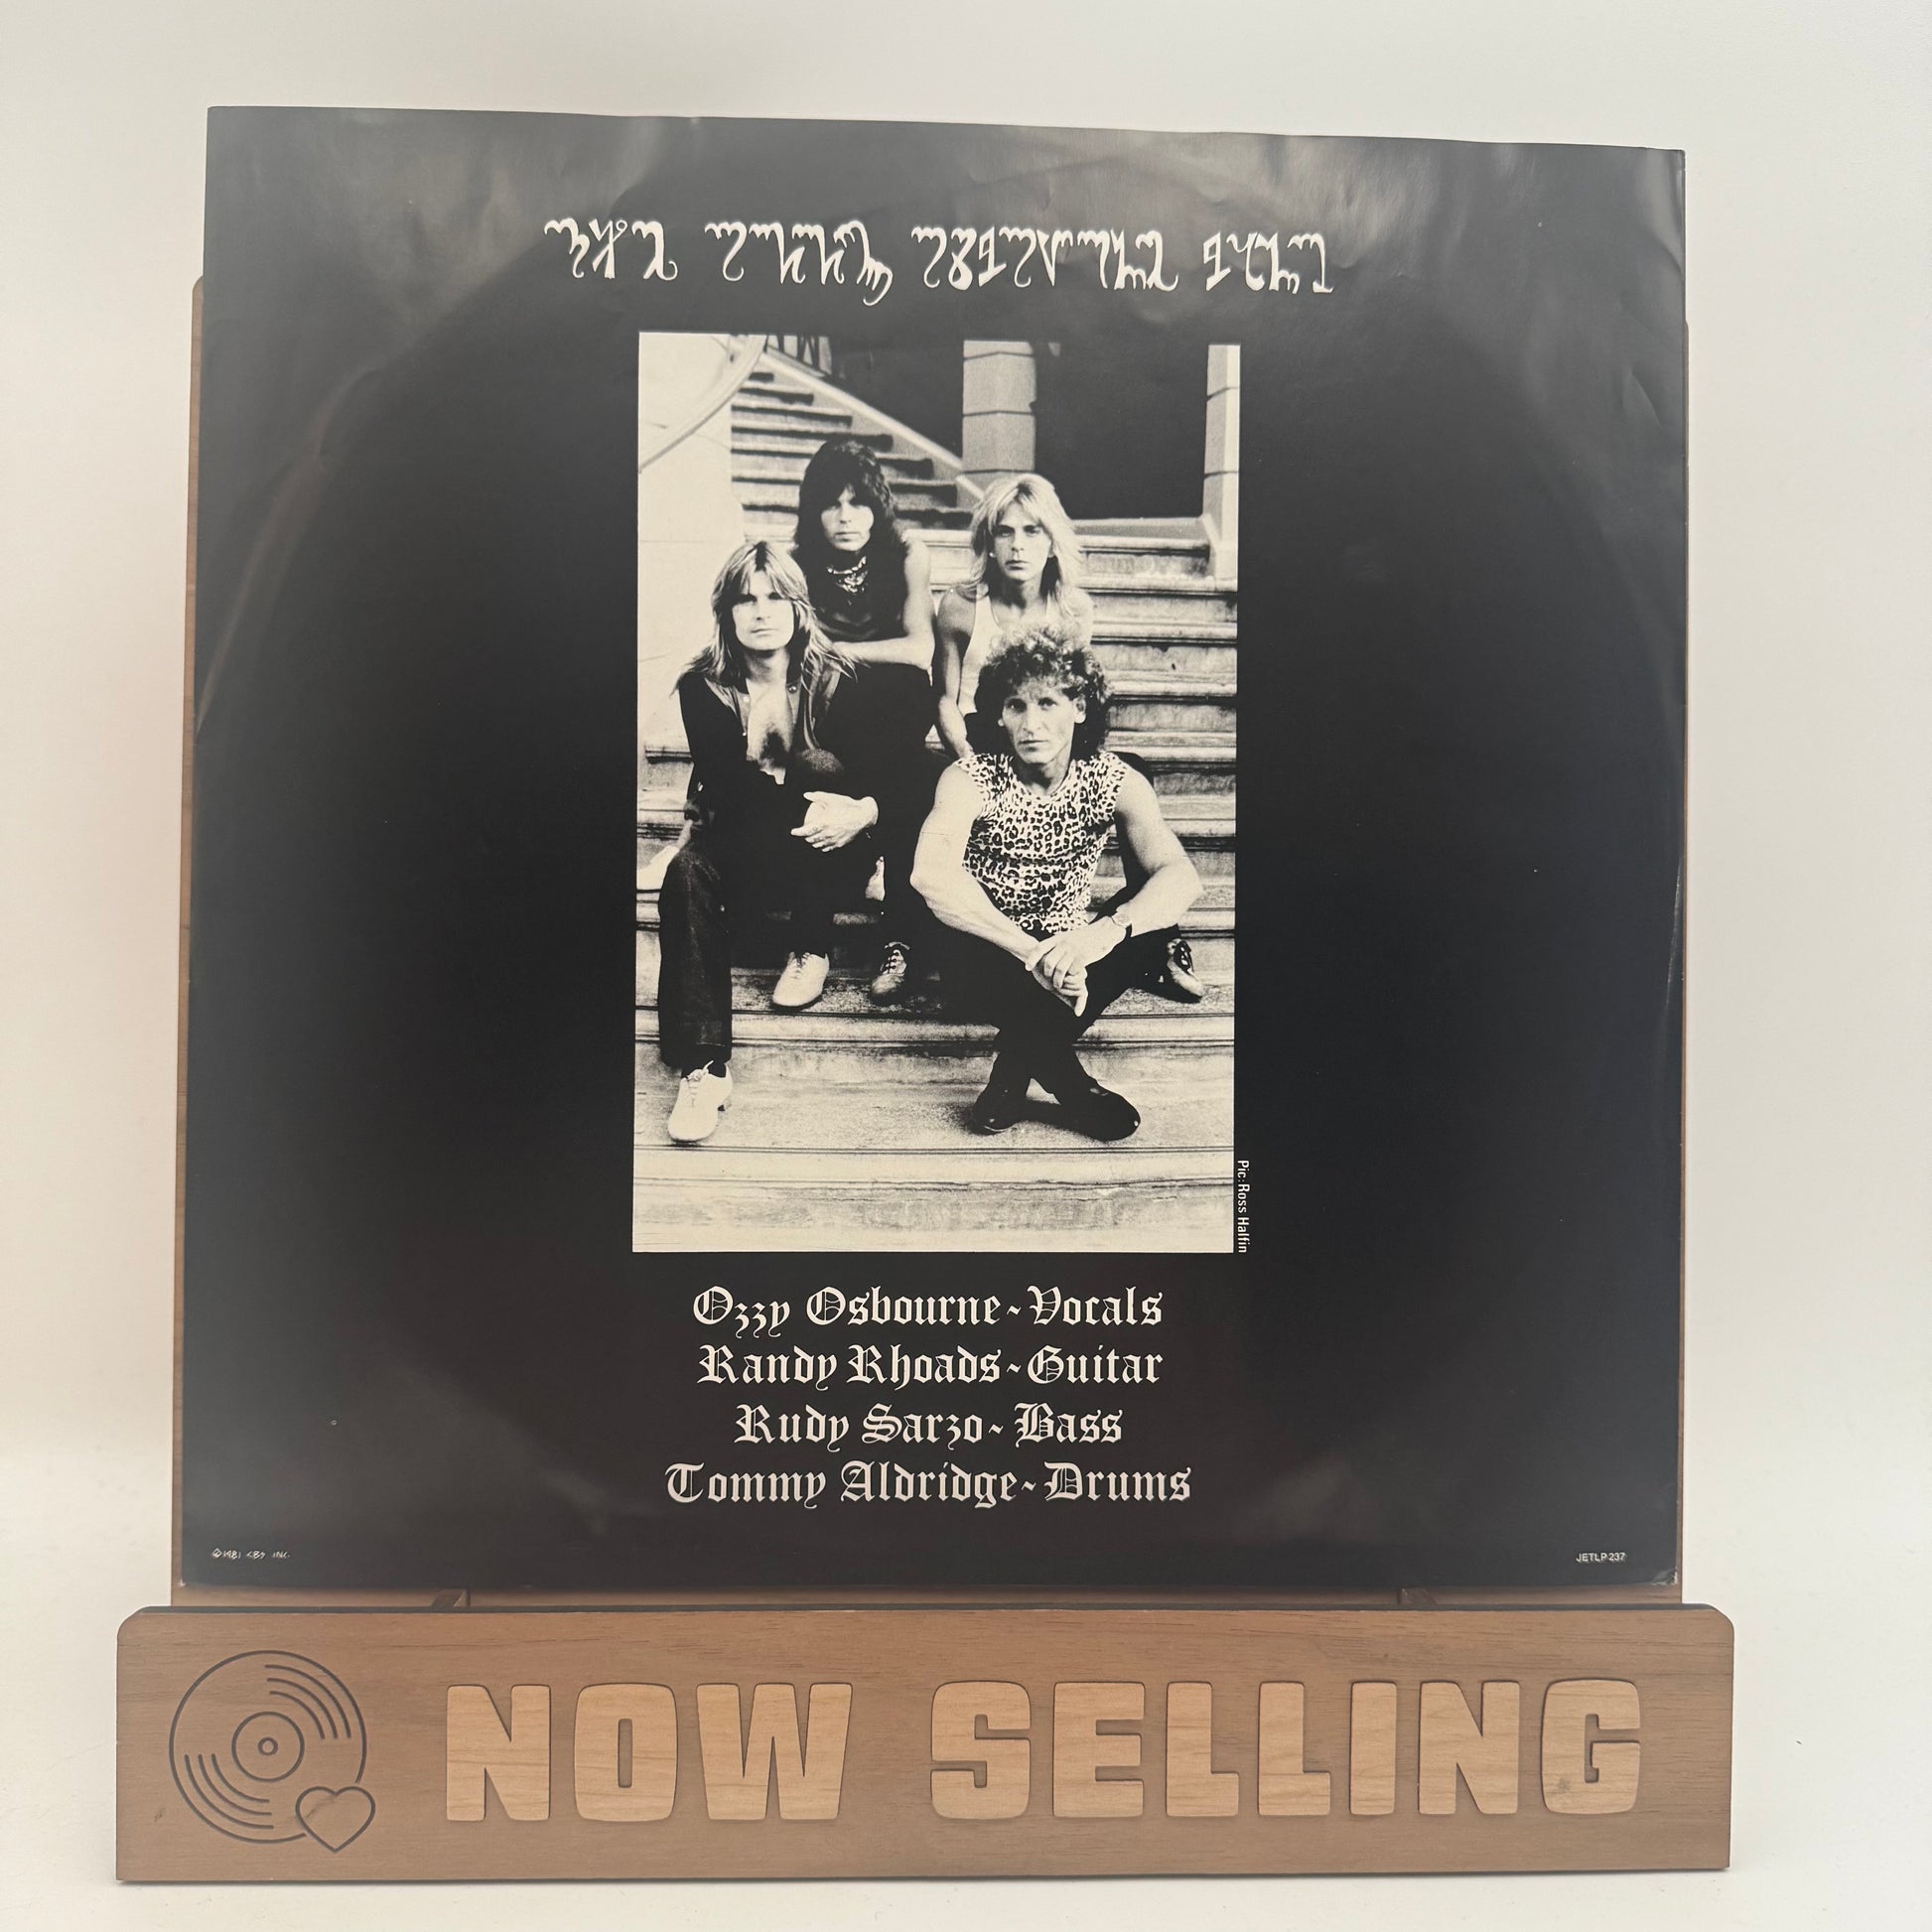 Pic: Ross Halfin
Ozzy Osbourne~Vocals
Randy Rhoads~Guitar
Rudy Sarzo~Bass
Tommy Aldridge~Drums
JETLP 237
NOW SELLING